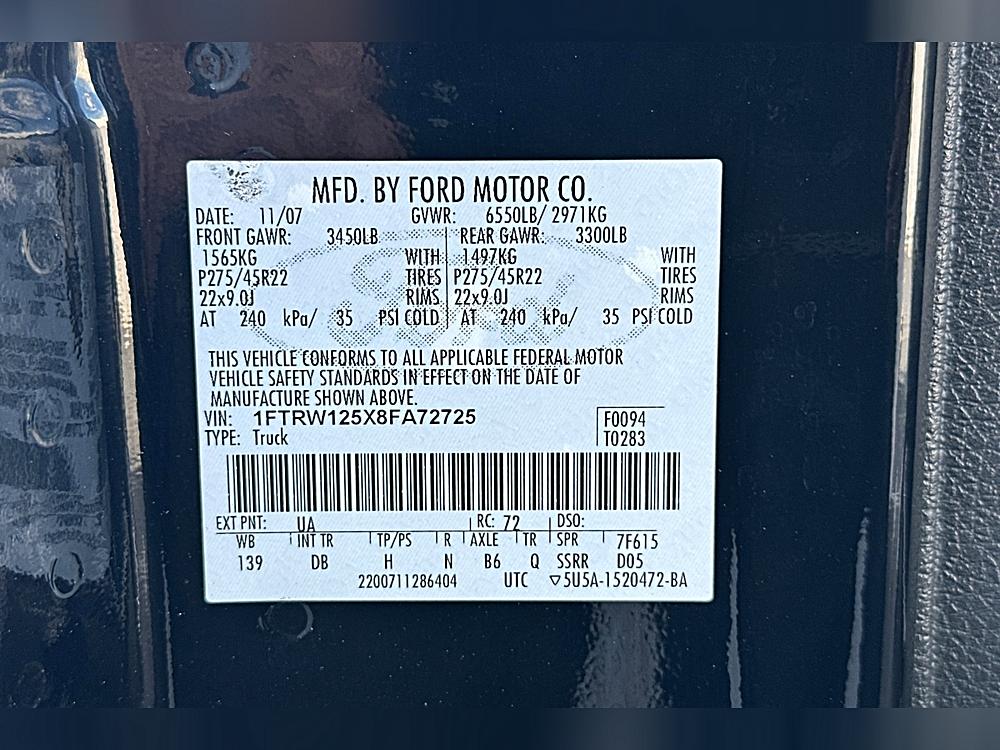 MFD. BY FORD MOTOR CO.
DATE: 11/07 GVWR: 6550LB/ 2971KG
FRONT GAWR: 3450LB REAR GAWR: 3300LB
1565KG WITH 1497KG WITH
P275/45R22 TIRES P275/45R22 TIRES
22x9.0J RIMS 22x9.0J RIMS
AT 240 kPa/ 35 PSI COLD AT 240 kPa/ 35 PSI COLD
THIS VEHICLE CONFORMS TO ALL APPLICABLE FEDERAL MOTOR
VEHICLE SAFETY STANDARDS IN EFFECT ON THE DATE OF
MANUFACTURE SHOWN ABOVE.
VIN: 1FTRW125X8FA72725 F0094
TYPE: Truck T0283
EXT PNT: UA RC: 72 DSO:
WB INT TR TP/PS R AXLE TR SPR 7F615
139 DB H N B6 Q SSRR D05
2200711286404 UTC ▽5U5A-1520472-BA